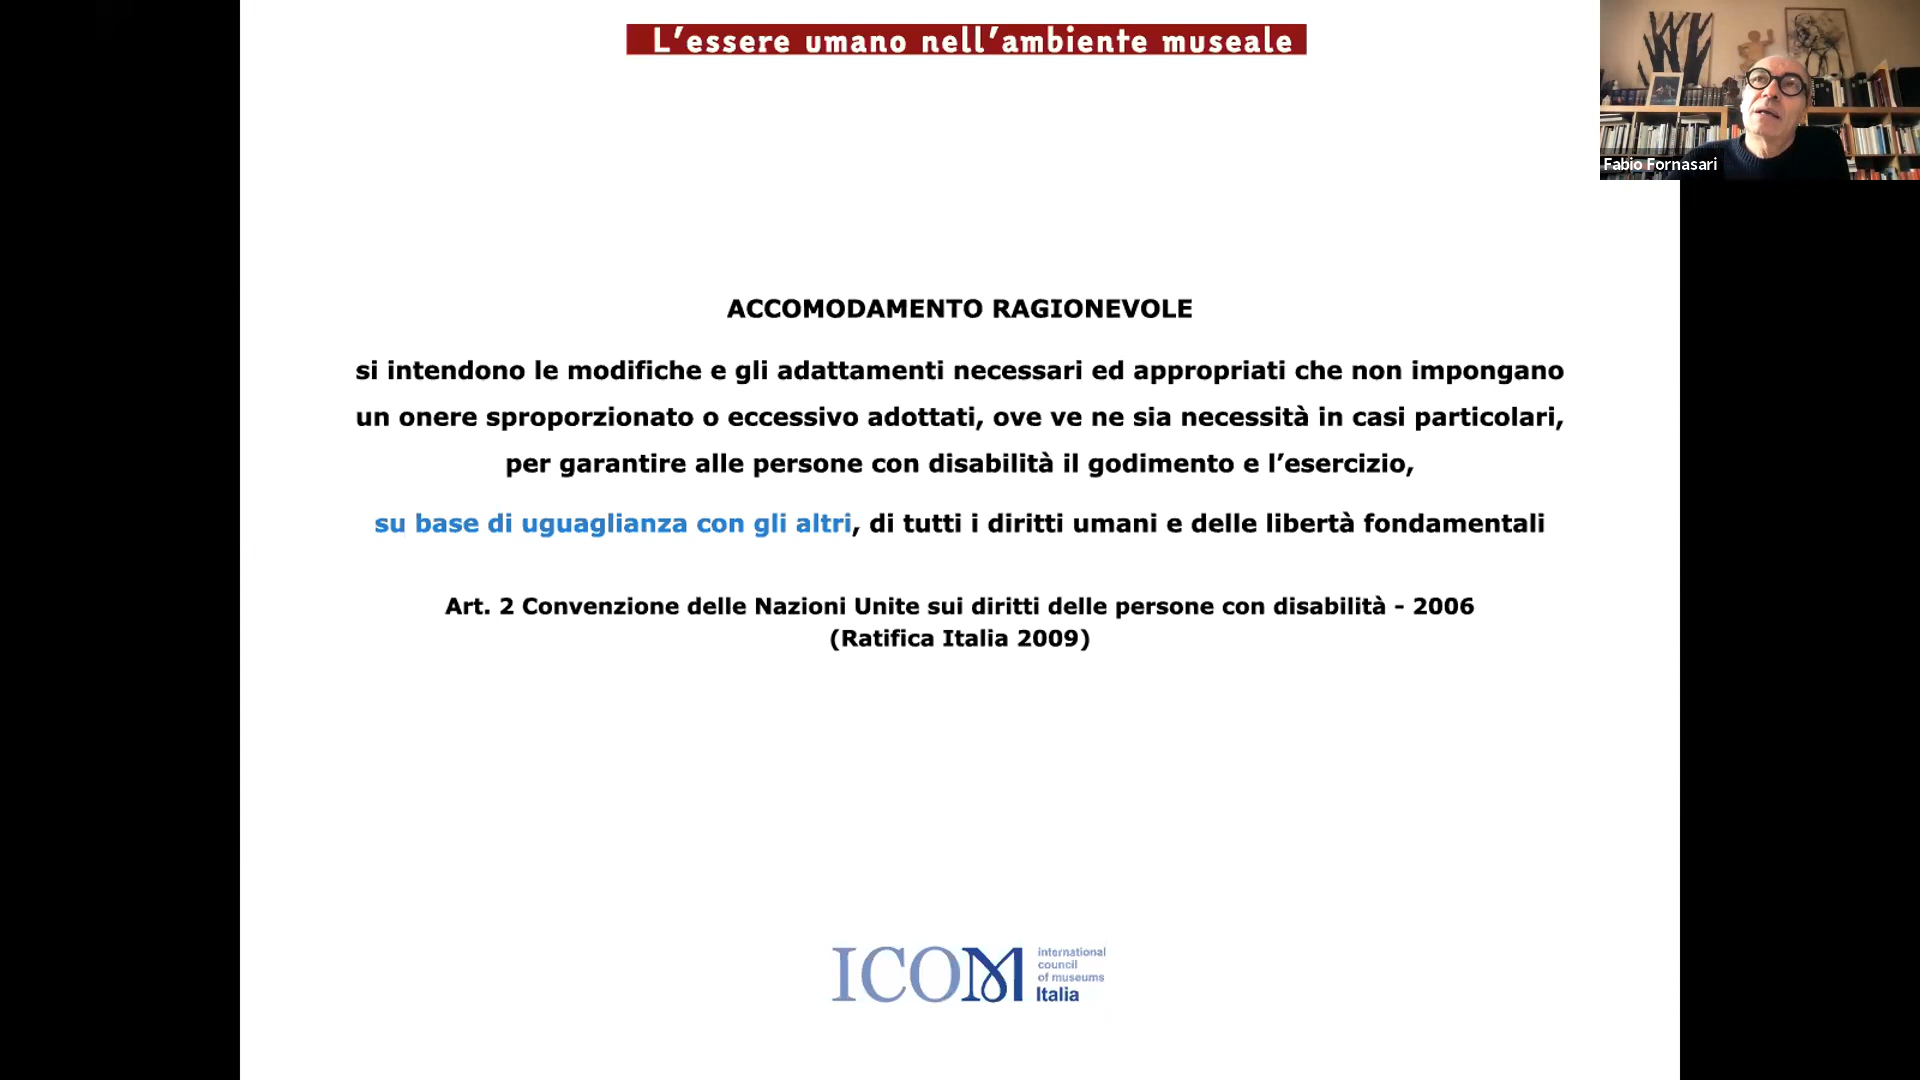 L’essere umano nell’ambiente museale
Fabio Fornasari
ACCOMODAMENTO RAGIONEVOLE
si intendono le modifiche e gli adattamenti necessari ed appropriati che non impongano
un onere sproporzionato o eccessivo adottati, ove ve ne sia necessità in casi particolari,
per garantire alle persone con disabilità il godimento e l’esercizio,
su base di uguaglianza con gli altri, di tutti i diritti umani e delle libertà fondamentali
Art. 2 Convenzione delle Nazioni Unite sui diritti delle persone con disabilità - 2006
(Ratifica Italia 2009)
ICOM
international
council
of museums
Italia